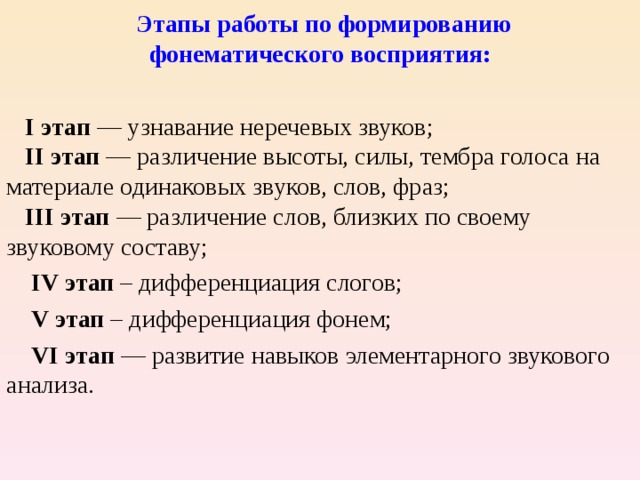 Этапы работы по формированию
фонематического восприятия:
I этап — узнавание неречевых звуков;
II этап — различение высоты, силы, тембра голоса на
материале одинаковых звуков, слов, фраз;
III этап — различение слов, близких по своему
звуковому составу;
IV этап – дифференциация слогов;
V этап – дифференциация фонем;
VI этап — развитие навыков элементарного звукового
анализа.